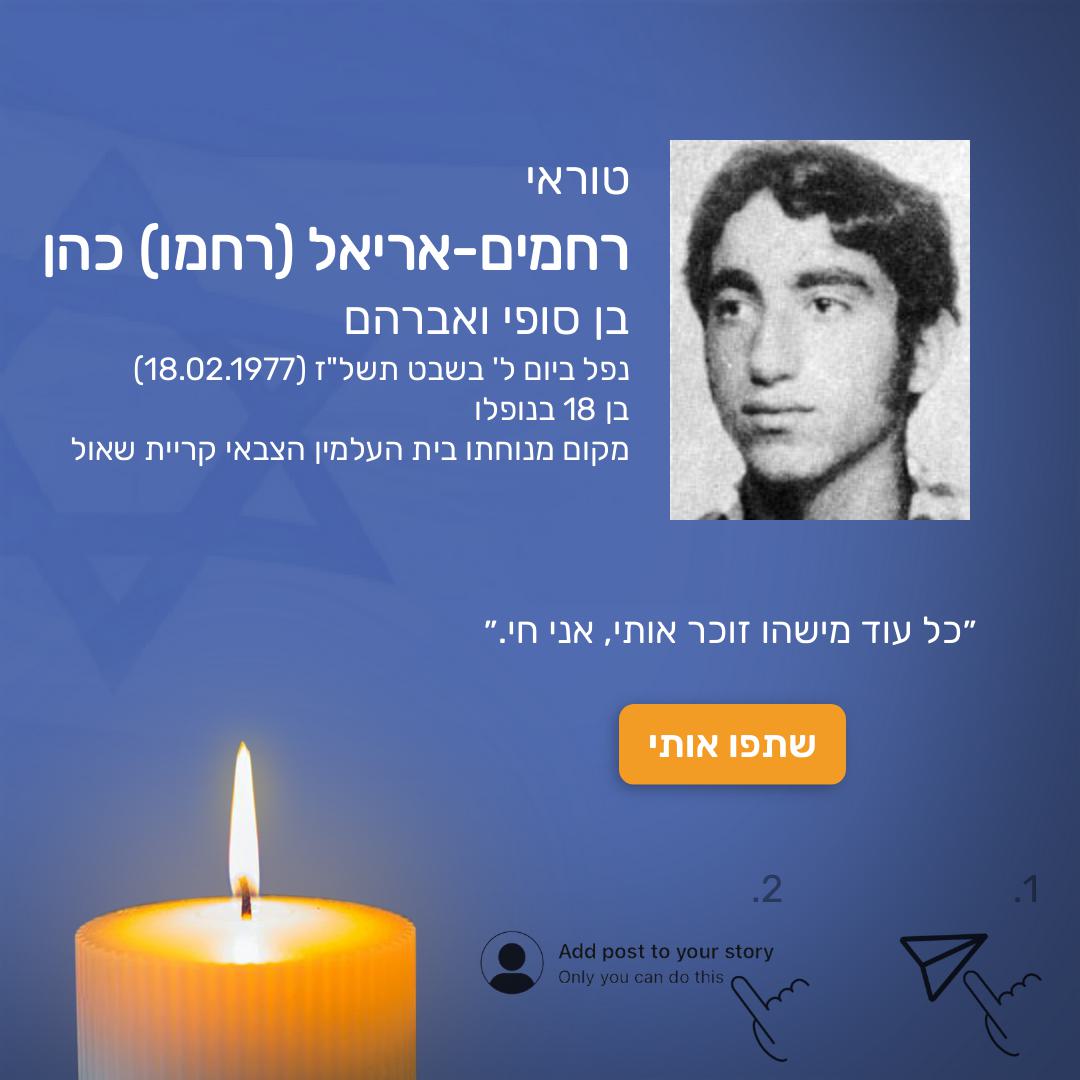 טוראי
רחמים-אריאל (רחמו) כהן
בן סופי ואברהם
נפל ביום ל' בשבט תשל"ז (18.02.1977)
בן 18 בנופלו
מקום מנוחתו בית העלמין הצבאי קריית שאול
״כל עוד מישהו זוכר אותי, אני חי.״
שתפו אותי
1.
2.
Add post to your story
Only you can do this